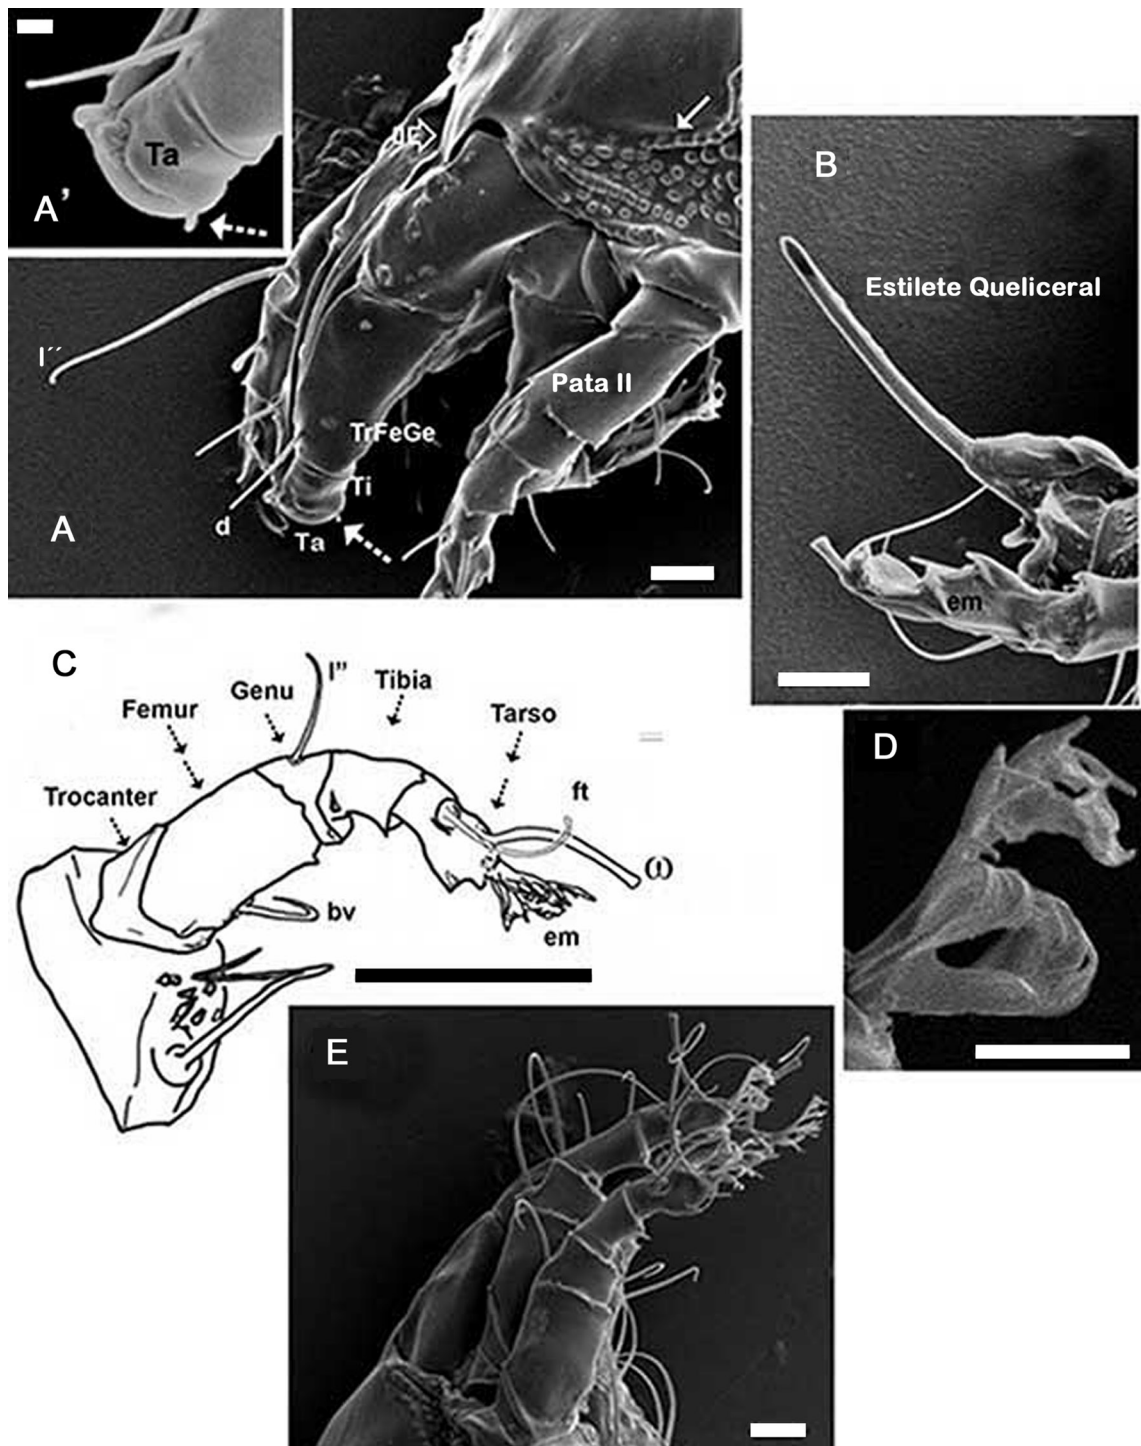 A'
Ta
l´´
Pata II
TrFeGe
Ti
d
Ta
A
B
Estilete Queliceral
em
C
l”
Genu
Tibia
Femur
Tarso
Trocanter
ft
ω
bv
em
D
E